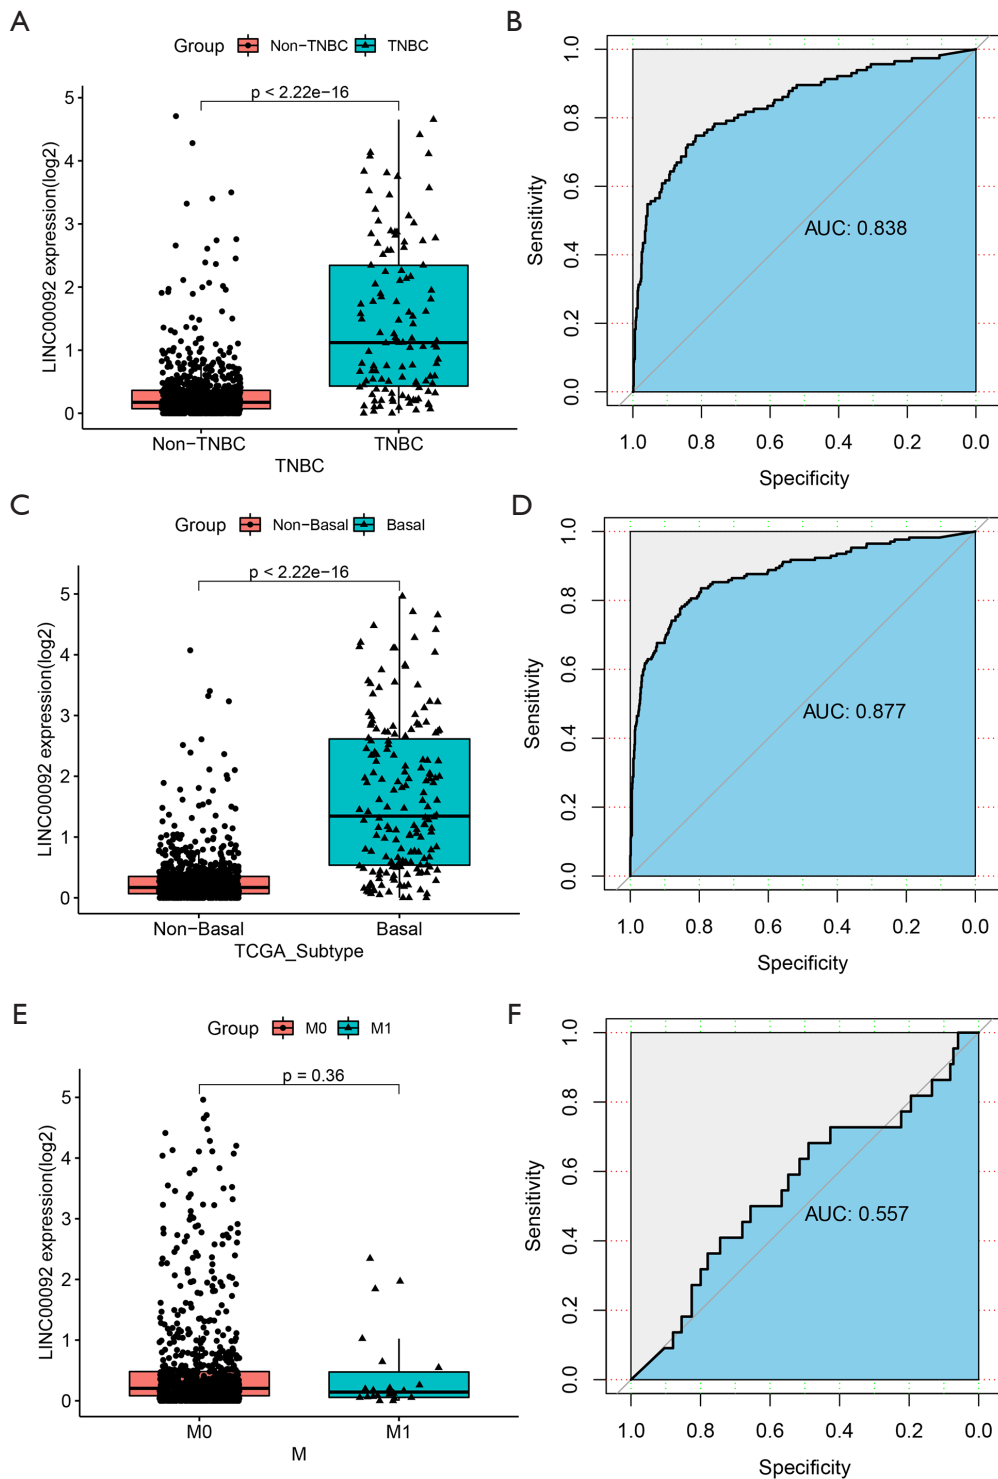 A
Group Non-TNBC TNBC
p < 2.22e-16
LINC00092 expression(log2)
5
4
3
2
1
0
Non-TNBC TNBC
TNBC
B
Sensitivity
1.0
0.8
0.6
0.4
0.2
0.0
AUC: 0.838
1.0 0.8 0.6 0.4 0.2 0.0
Specificity
C
Group Non-Basal Basal
p < 2.22e-16
LINC00092 expression(log2)
5
4
3
2
1
0
Non-Basal Basal
TCGA_Subtype
D
Sensitivity
1.0
0.8
0.6
0.4
0.2
0.0
AUC: 0.877
1.0 0.8 0.6 0.4 0.2 0.0
Specificity
E
Group M0 M1
p = 0.36
LINC00092 expression(log2)
5
4
3
2
1
0
M0 M1
M
F
Sensitivity
1.0
0.8
0.6
0.4
0.2
0.0
AUC: 0.557
1.0 0.8 0.6 0.4 0.2 0.0
Specificity